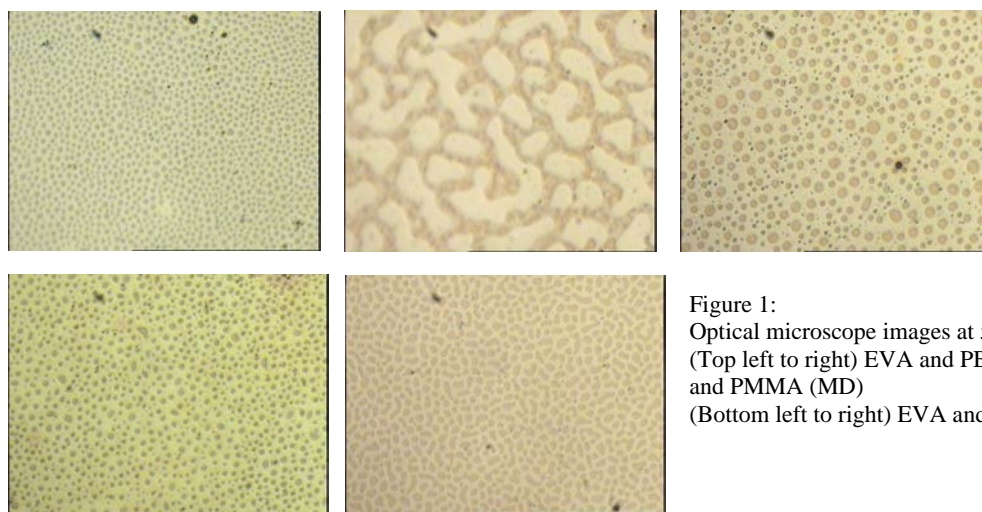 Figure 1:
Optical microscope images at
(Top left to right) EVA and
and PMMA (MD)
(Bottom left to right) EVA and